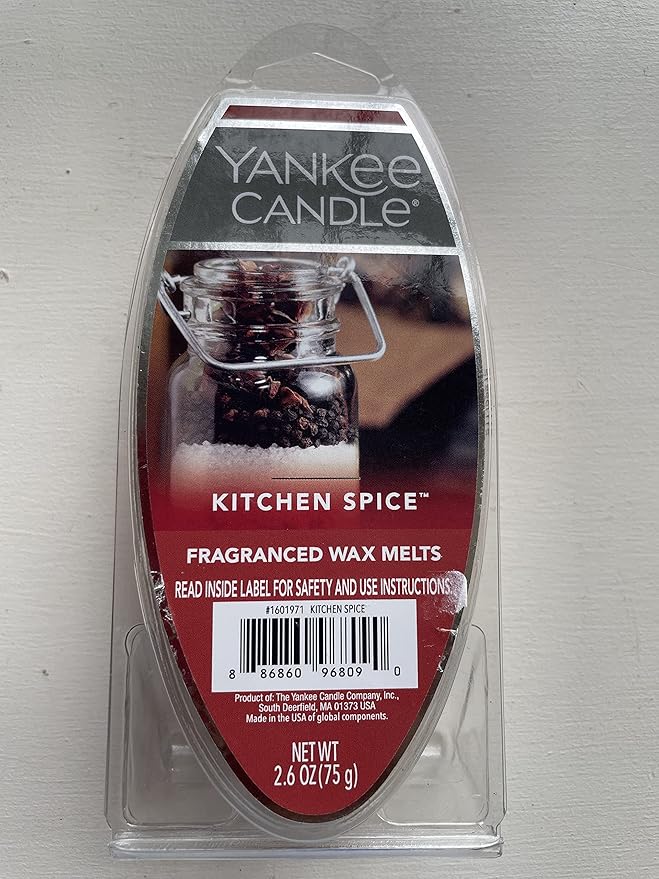 YANKEE
CANDLE®
KITCHEN SPICE™
FRAGRANCED WAX MELTS
READ INSIDE LABEL FOR SAFETY AND USE INSTRUCTIONS.
#1601971 KITCHEN SPICE
8 86860 96809 0
Product of: The Yankee Candle Company, Inc.,
South Deerfield, MA 01373 USA
Made in the USA of global components.
NET WT
2.6 OZ (75 g)